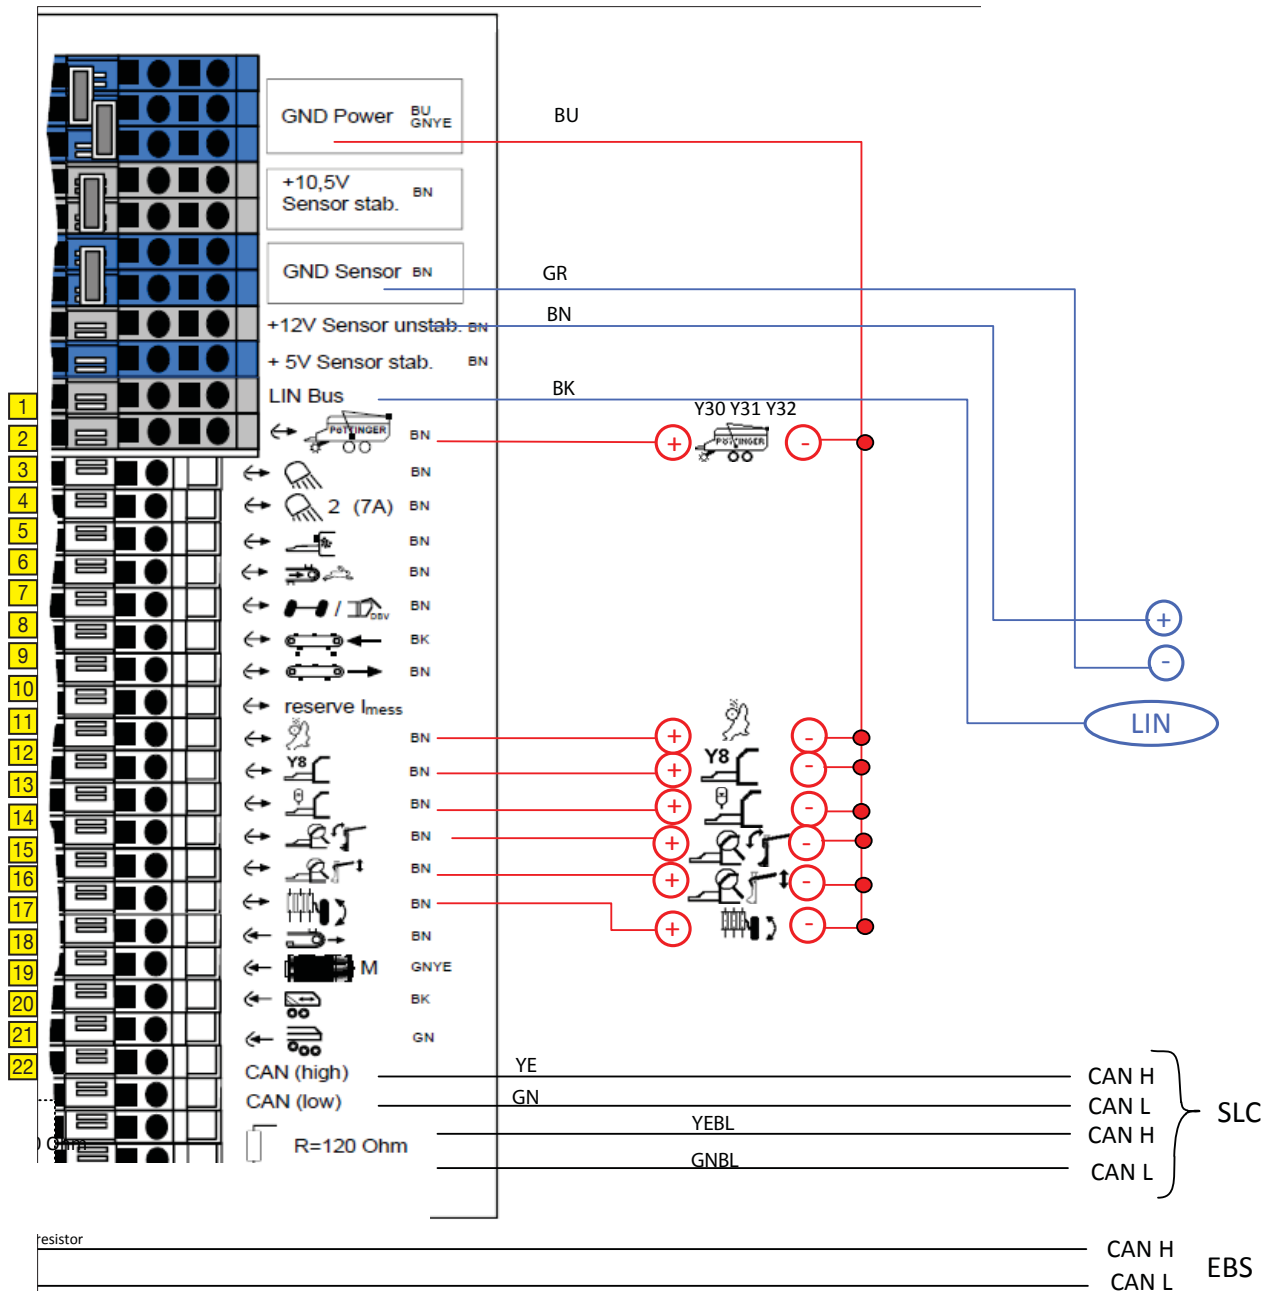 GND Power BU GNYE
BU
+10,5V Sensor stab. BN
GND Sensor BN
GR
+12V Sensor unstab. BN
BN
+ 5V Sensor stab. BN
LIN Bus
BK
1
2
3
4
5
6
7
8
9
10
11
12
13
14
15
16
17
18
19
20
21
22
PÖTTINGER BN
Y30 Y31 Y32
+ PÖTTINGER -
BN
2 (7A) BN
BN
BN
/ DBV BN
BK
BN
reserve Imess
BN
+ -
Y8 BN
+ Y8 -
BN
+ -
BN
+ -
BN
+ -
BN
+ -
BN
M GNYE
BK
GN
+
-
LIN
CAN (high) YE CAN H
CAN (low) GN CAN L
YEBL CAN H
R=120 Ohm
GNBL CAN L
SLC
0 Ohm
resistor
CAN H
CAN L
EBS